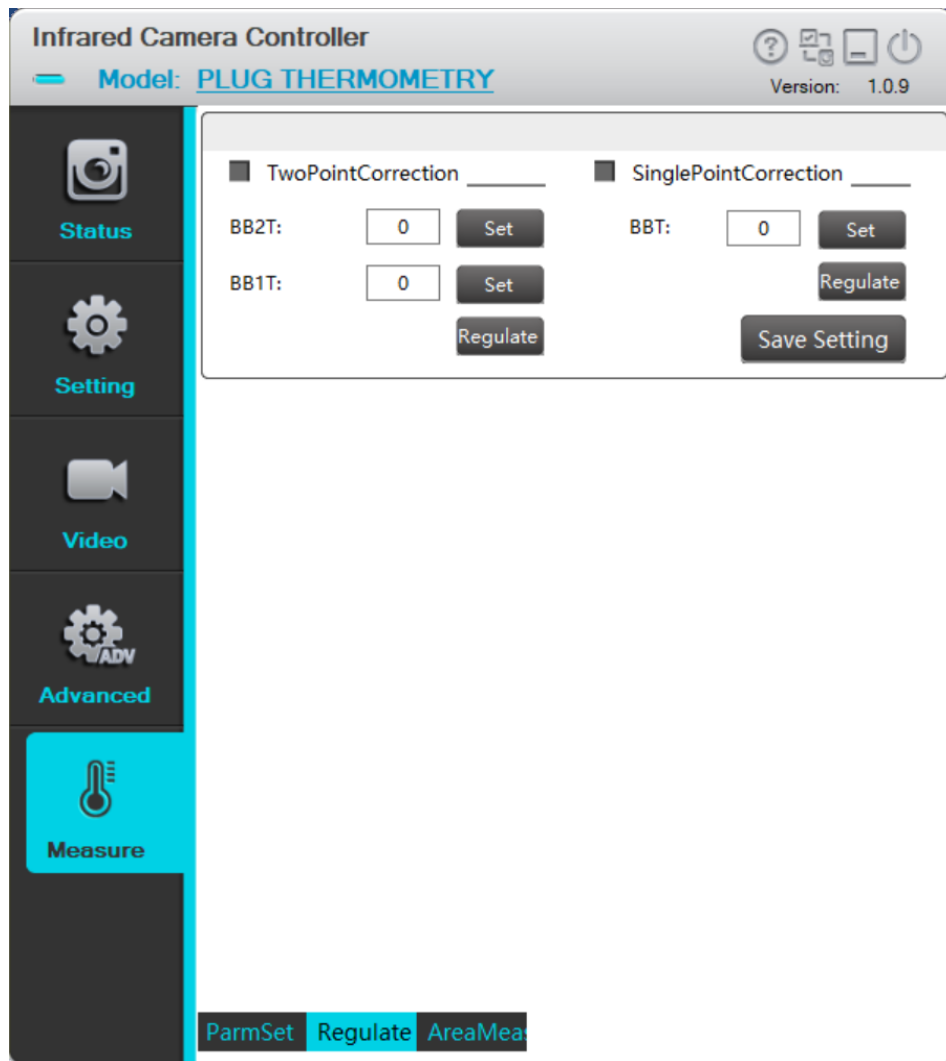 Infrared Camera Controller
Model: PLUG THERMOMETRY
Version: 1.0.9
Status
Setting
Video
ADV
Advanced
Measure
TwoPointCorrection
BB2T: 0 Set
BB1T: 0 Set
Regulate
SinglePointCorrection
BBT: 0 Set
Regulate
Save Setting
ParmSet Regulate AreaMeas